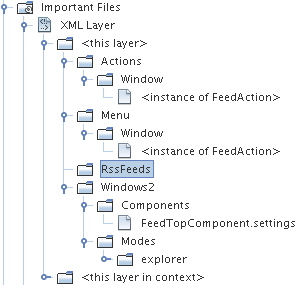 Important Files
XML Layer
<this layer>
Actions
Window
<instance of FeedAction>
Menu
Window
<instance of FeedAction>
RssFeeds
Windows2
Components
FeedTopComponent.settings
Modes
explorer
<this layer in context>